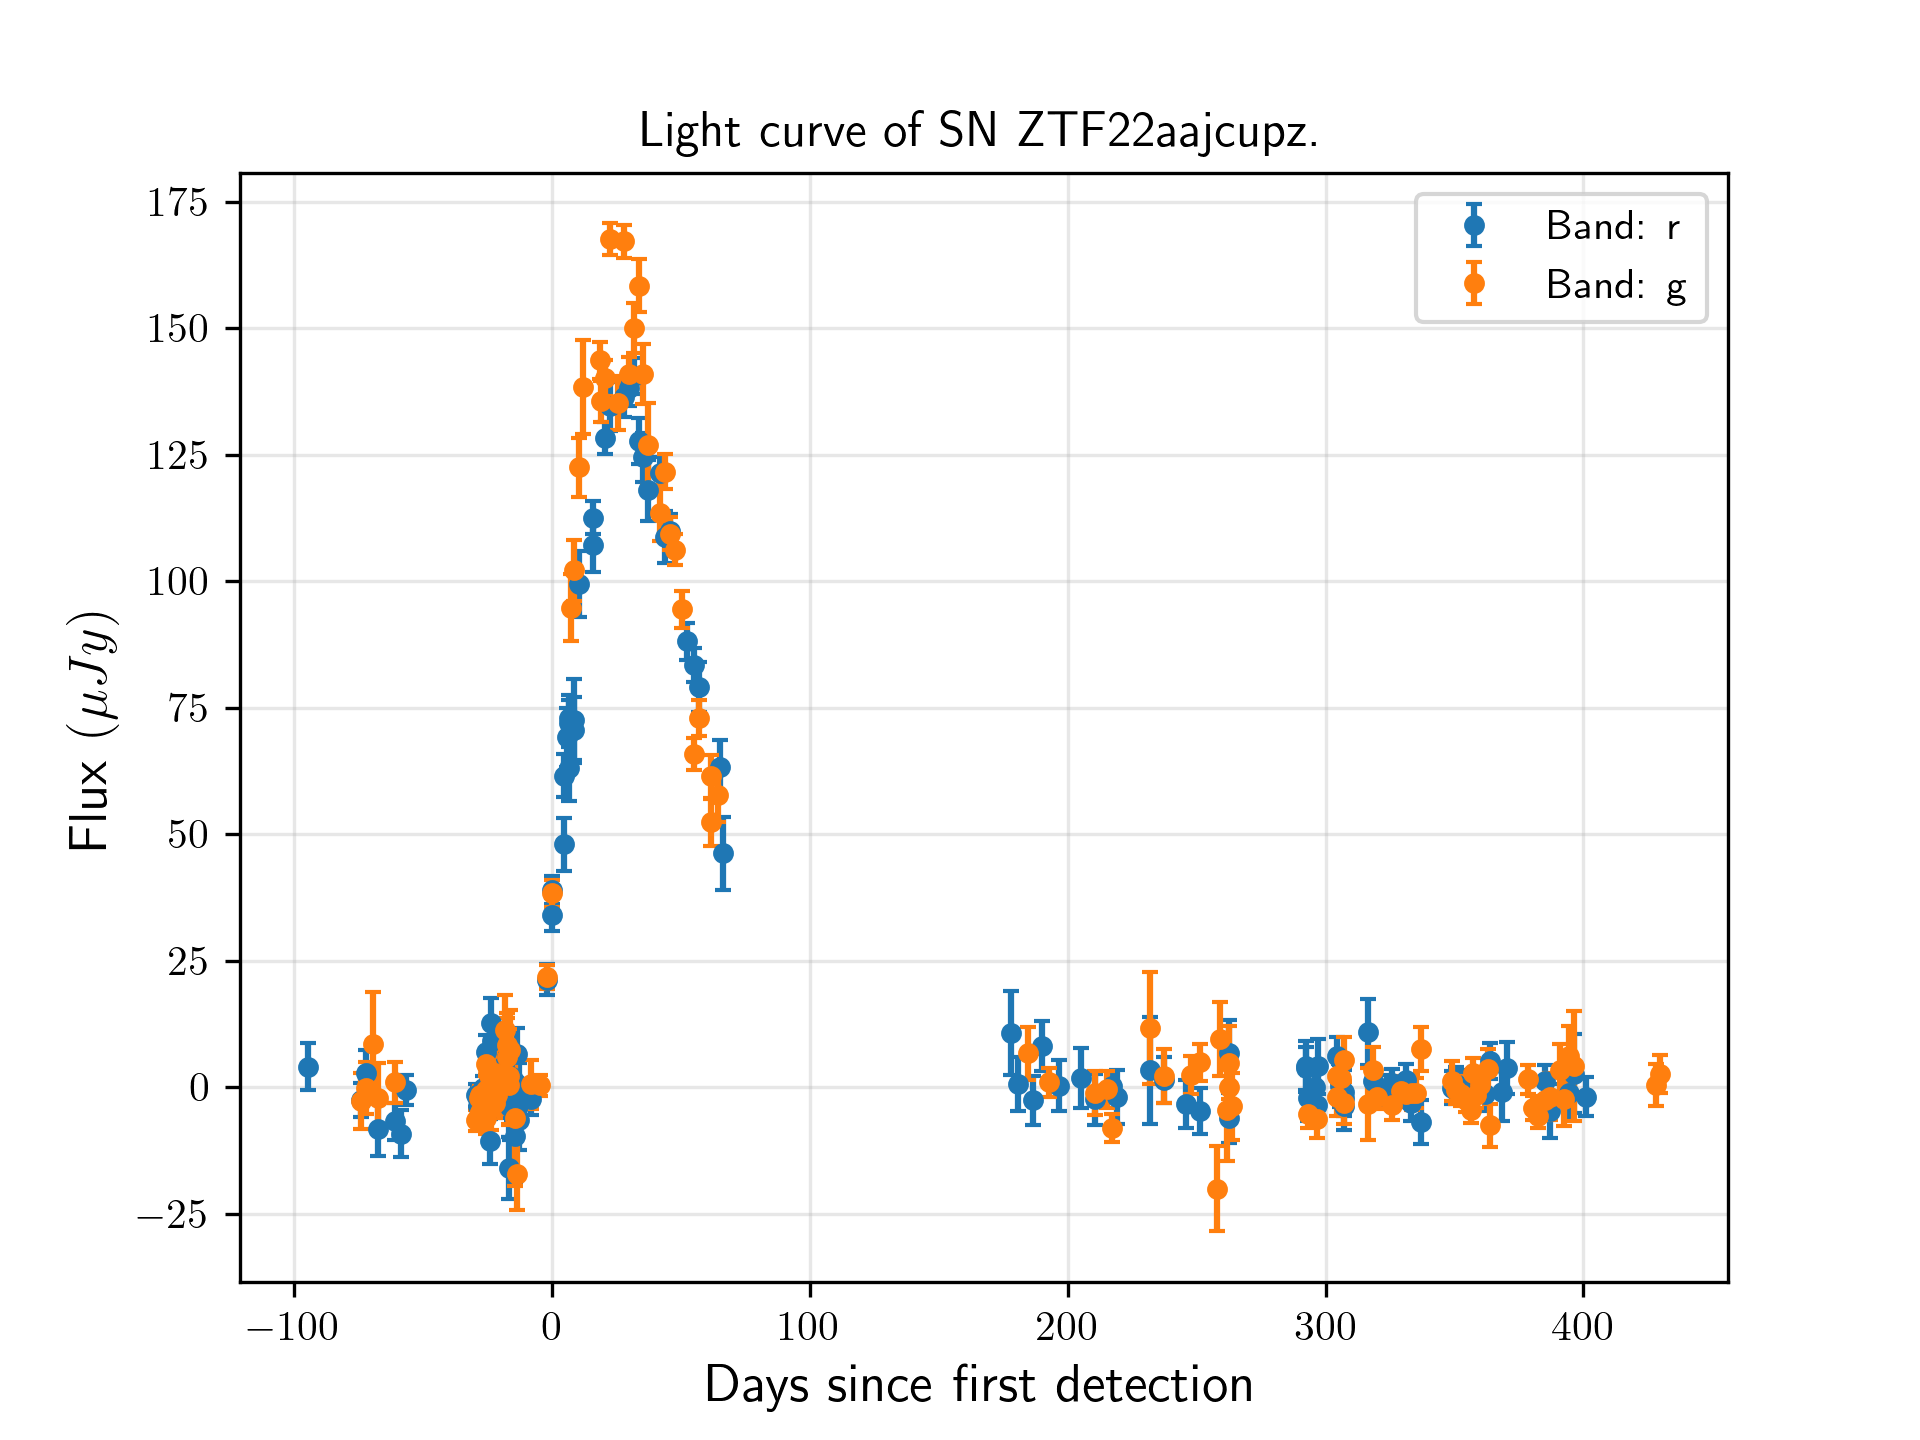 Light curve of SN ZTF22aajcupz.
175
150
125
100
75
50
25
0
−25
Flux (μJy)
Band: r
Band: g
−100 0 100 200 300 400
Days since first detection